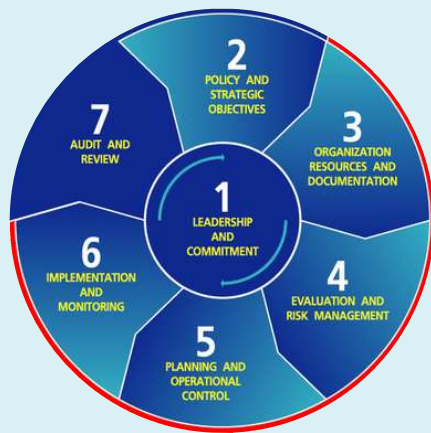 1
LEADERSHIP
AND
COMMITMENT
2
POLICY AND
STRATEGIC
OBJECTIVES
3
ORGANIZATION
RESOURCES AND
DOCUMENTATION
4
EVALUATION AND
RISK MANAGEMENT
5
PLANNING AND
OPERATIONAL
CONTROL
6
IMPLEMENTATION
AND
MONITORING
7
AUDIT AND
REVIEW